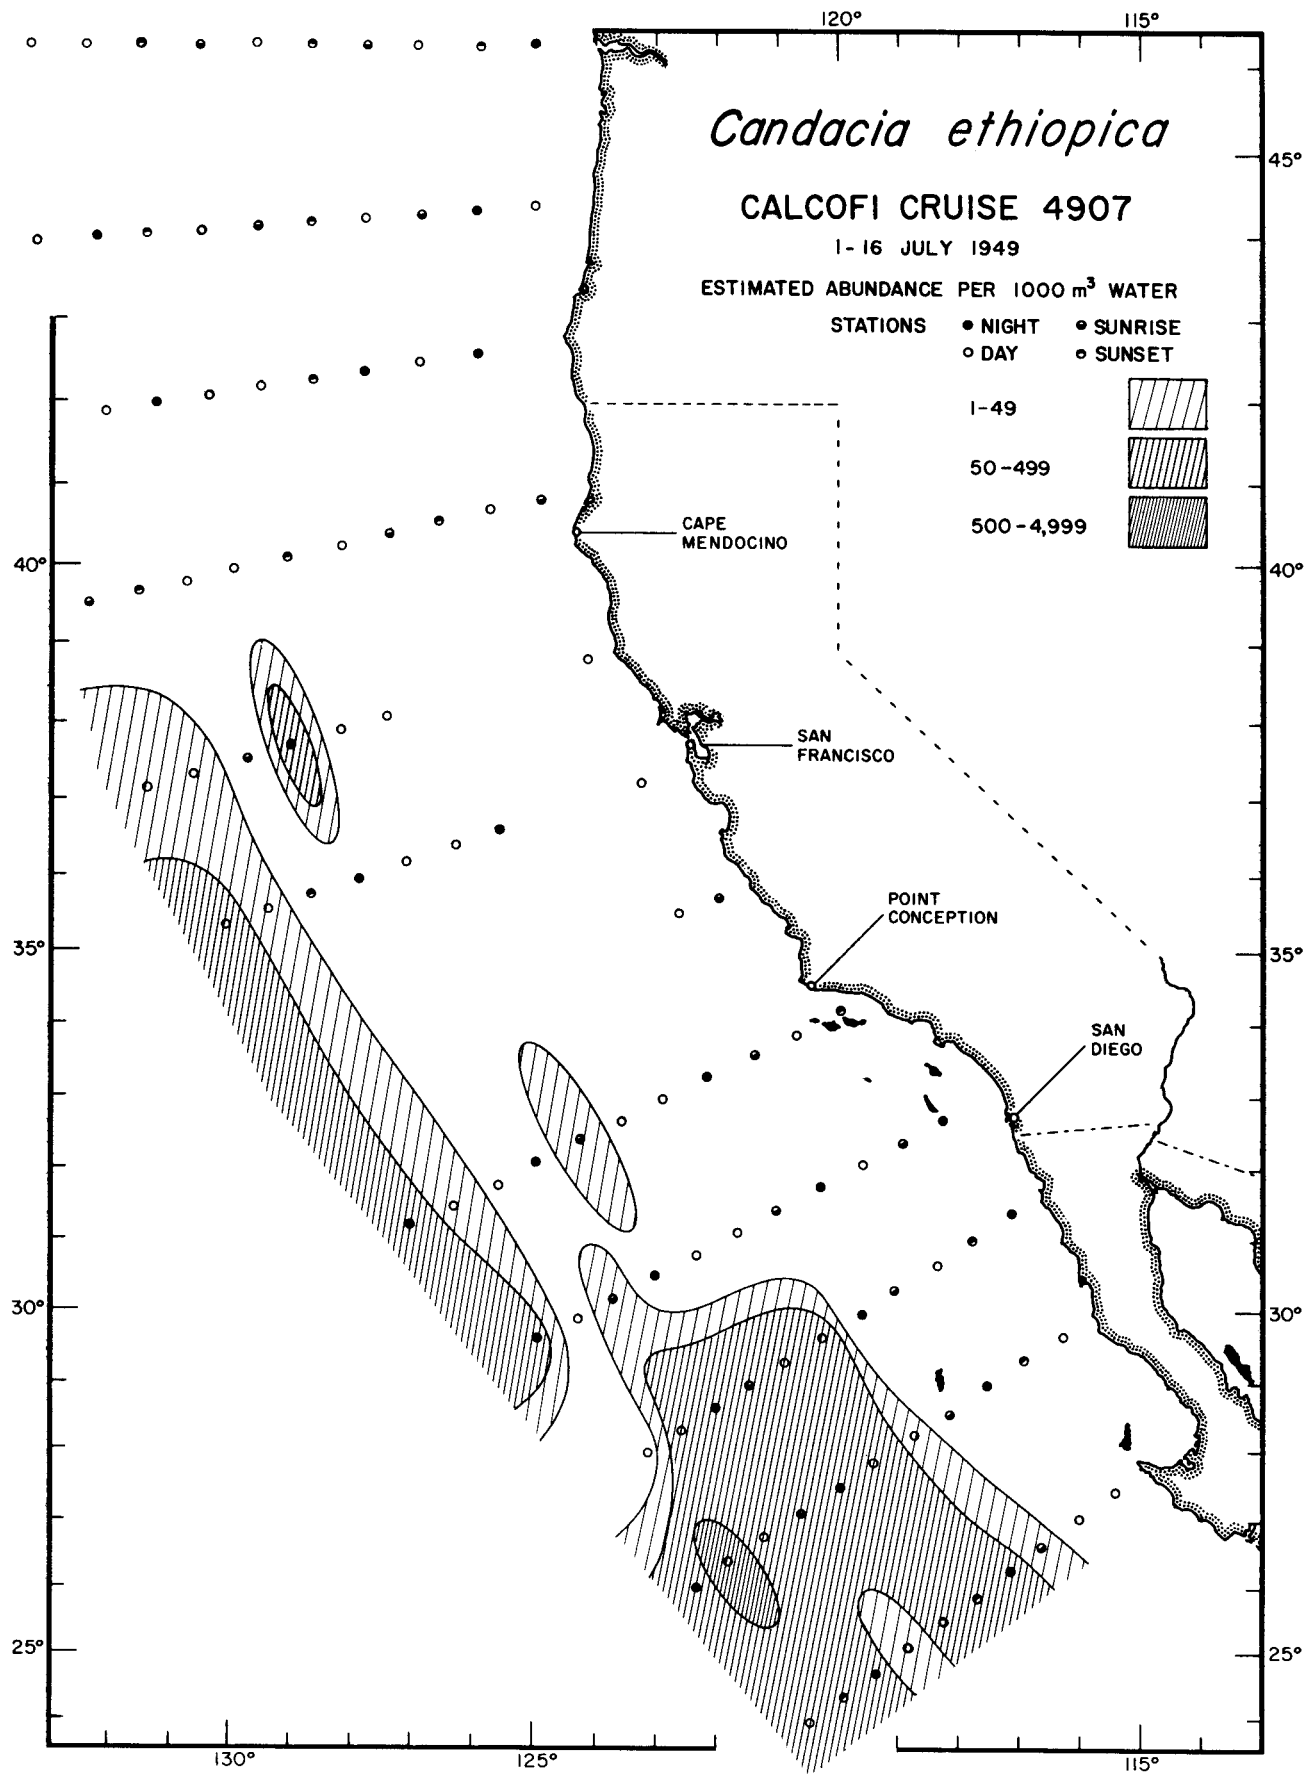 120° 115°
Candacia ethiopica
45°
CALCOFI CRUISE 4907
1-16 JULY 1949
ESTIMATED ABUNDANCE PER 1000 m³ WATER
STATIONS ● NIGHT SUNRISE
○ DAY SUNSET
1-49
50-499
500-4,999
CAPE
MENDOCINO
40° 40°
SAN
FRANCISCO
POINT
CONCEPTION
35° 35°
SAN
DIEGO
30° 30°
25° 25°
130° 125° 115°